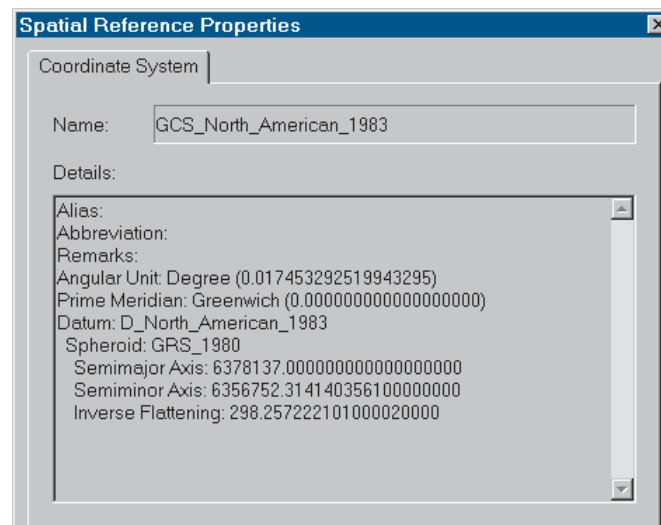 Spatial Reference Properties
Coordinate System
Name: GCS_North_American_1983
Details:
Alias:
Abbreviation:
Remarks:
Angular Unit: Degree (0.017453292519943295)
Prime Meridian: Greenwich (0.000000000000000000)
Datum: D_North_American_1983
Spheroid: GRS_1980
Semimajor Axis: 6378137.000000000000000000
Semiminor Axis: 6356752.314140356100000000
Inverse Flattening: 298.257222101000020000